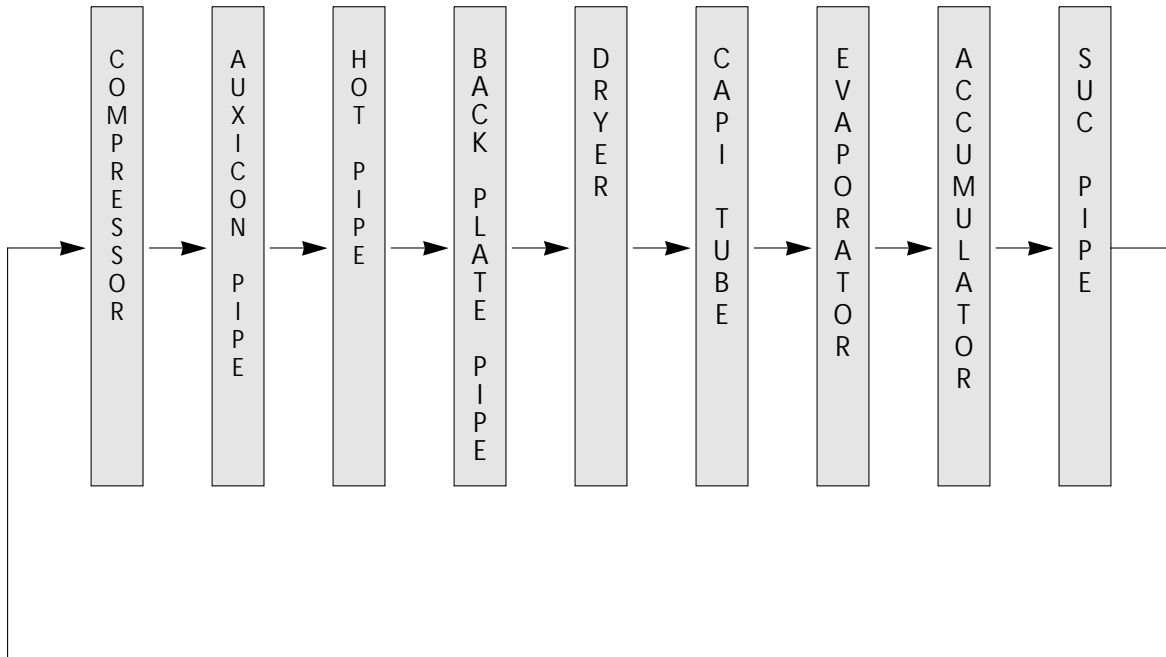 COMPRESSOR
AUXICON PIPE
HOT PIPE
BACK PLATE PIPE
DRYER
CAPI TUBE
EVAPORATOR
ACCUMULATOR
SUC PIPE